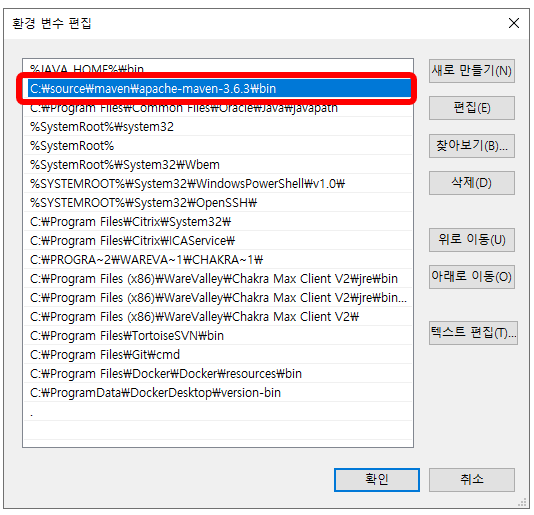 환경 변수 편집
%JAVA_HOME%₩bin
C:₩source₩maven₩apache-maven-3.6.3₩bin
C:₩Program Files₩Common Files₩Oracle₩Java₩javapath
%SystemRoot%₩system32
%SystemRoot%
%SystemRoot%₩System32₩Wbem
%SYSTEMROOT%₩System32₩WindowsPowerShell₩v1.0₩
%SYSTEMROOT%₩System32₩OpenSSH₩
C:₩Program Files₩Citrix₩System32₩
C:₩Program Files₩Citrix₩ICAService₩
C:₩PROGRA~2₩WAREVA~1₩CHAKRA~1₩
C:₩Program Files (x86)₩WareValley₩Chakra Max Client V2₩jre₩bin
C:₩Program Files (x86)₩WareValley₩Chakra Max Client V2₩jre₩bin...
C:₩Program Files (x86)₩WareValley₩Chakra Max Client V2₩
C:₩Program Files₩TortoiseSVN₩bin
C:₩Program Files₩Git₩cmd
C:₩Program Files₩Docker₩Docker₩resources₩bin
C:₩ProgramData₩DockerDesktop₩version-bin
.
새로 만들기(N)
편집(E)
찾아보기(B)...
삭제(D)
위로 이동(U)
아래로 이동(O)
텍스트 편집(T)...
확인
취소